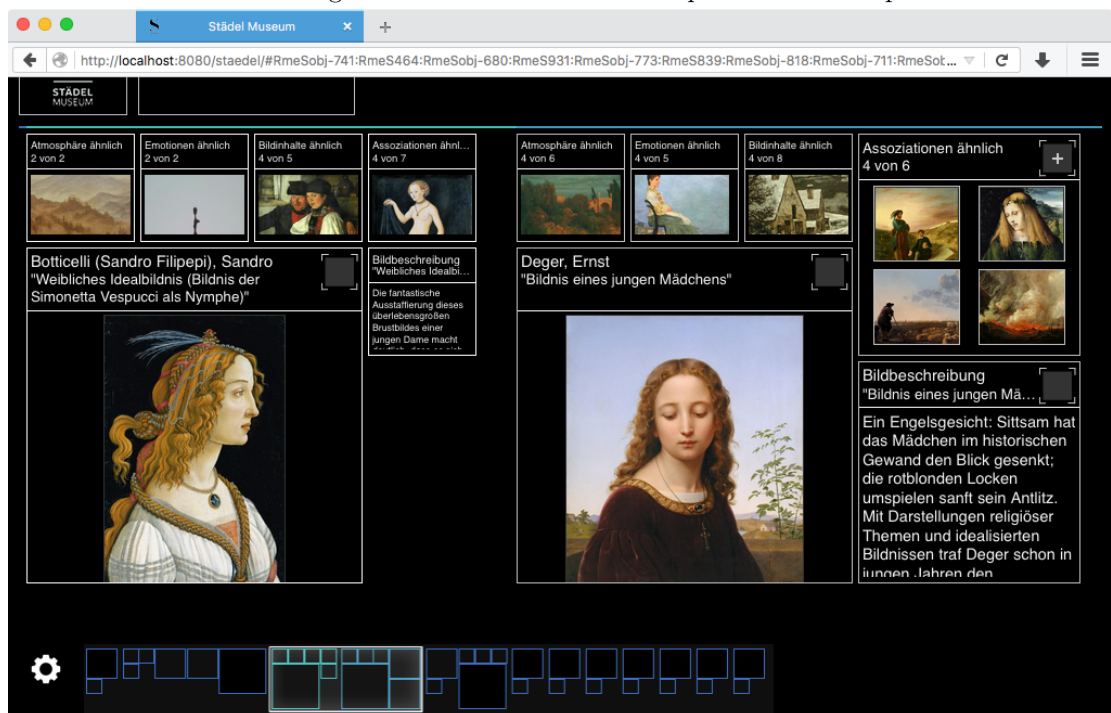 Städel Museum
http://localhost:8080/staedel/#RmeSobj-741:RmeS464:RmeSobj-680:RmeS931:RmeSobj-773:RmeS839:RmeSobj-818:RmeSobj-711:RmeSot...
STÄDEL
MUSEUM
Atmosphäre ähnlich
2 von 2
Emotionen ähnlich
2 von 2
Bildinhalte ähnlich
4 von 5
Assoziationen ähnl...
4 von 7
Atmosphäre ähnlich
4 von 6
Emotionen ähnlich
4 von 5
Bildinhalte ähnlich
4 von 8
Assoziationen ähnlich
4 von 6
Botticelli (Sandro Filipepi), Sandro
"Weibliches Idealbildnis (Bildnis der
Simonetta Vespucci als Nymphe)"
Bildbeschreibung
"Weibliches Idealbi...
Die fantastische
Ausstaffierung dieses
überlebensgroßen
Brustbildes einer
jungen Dame macht
Deger, Ernst
"Bildnis eines jungen Mädchens"
Bildbeschreibung
"Bildnis eines jungen Mä...
Ein Engelsgesicht: Sittsam hat
das Mädchen im historischen
Gewand den Blick gesenkt;
die rotblonden Locken
umspielen sanft sein Antlitz.
Mit Darstellungen religiöser
Themen und idealisierten
Bildnissen traf Deger schon in
jungen Jahren den